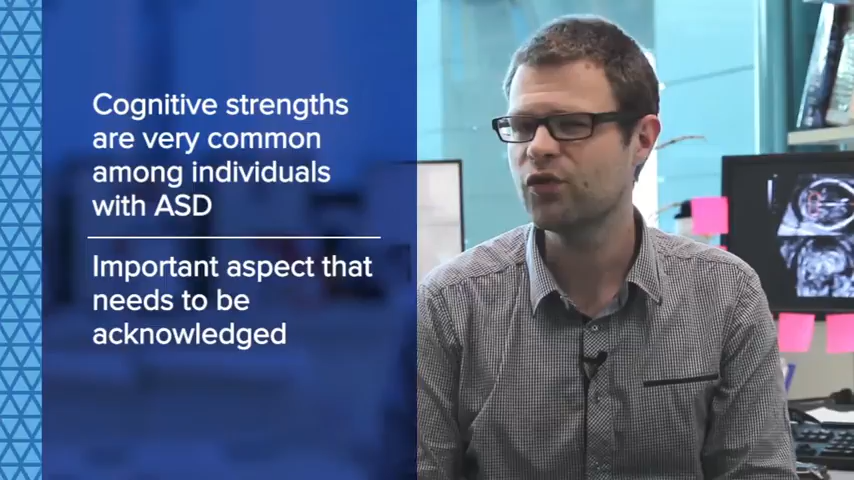 Cognitive strengths
are very common
among individuals
with ASD
Important aspect that
needs to be
acknowledged